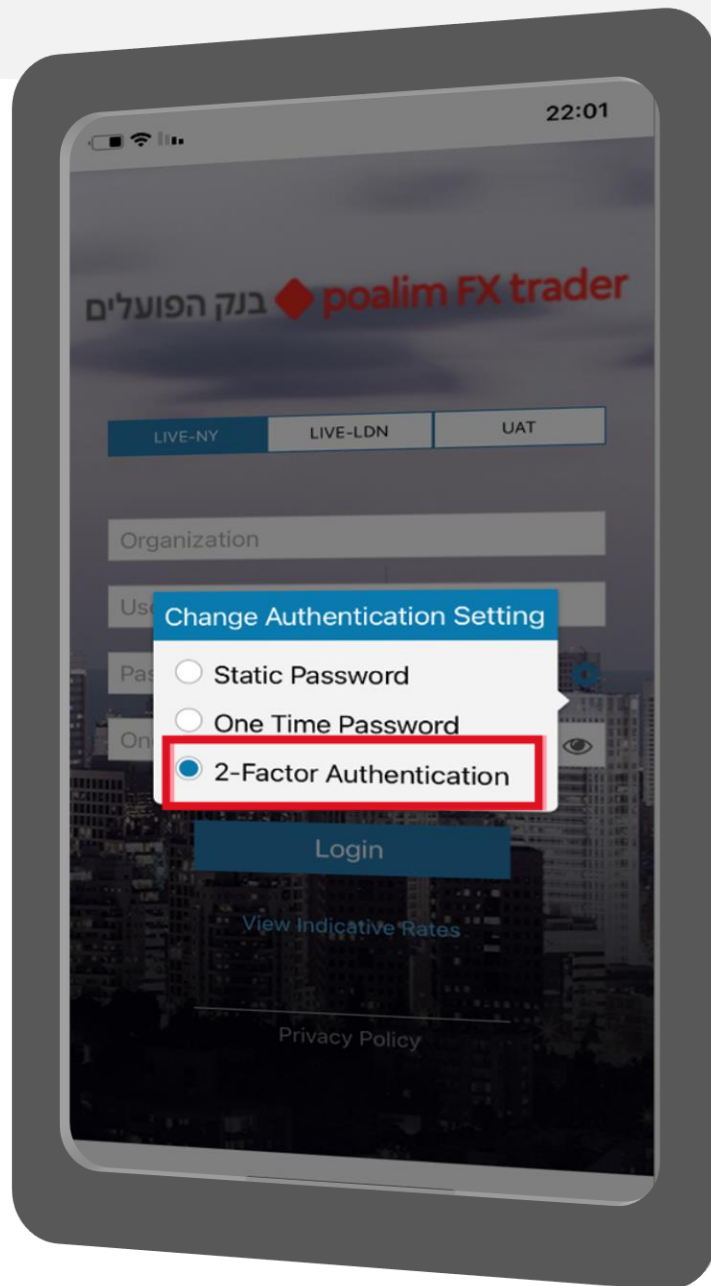 22:01
בנק הפועלים poalim FX trader
LIVE-NY LIVE-LDN UAT
Organization
Change Authentication Setting
Static Password
One Time Password
2-Factor Authentication
Login
View Indicative Rates
Privacy Policy